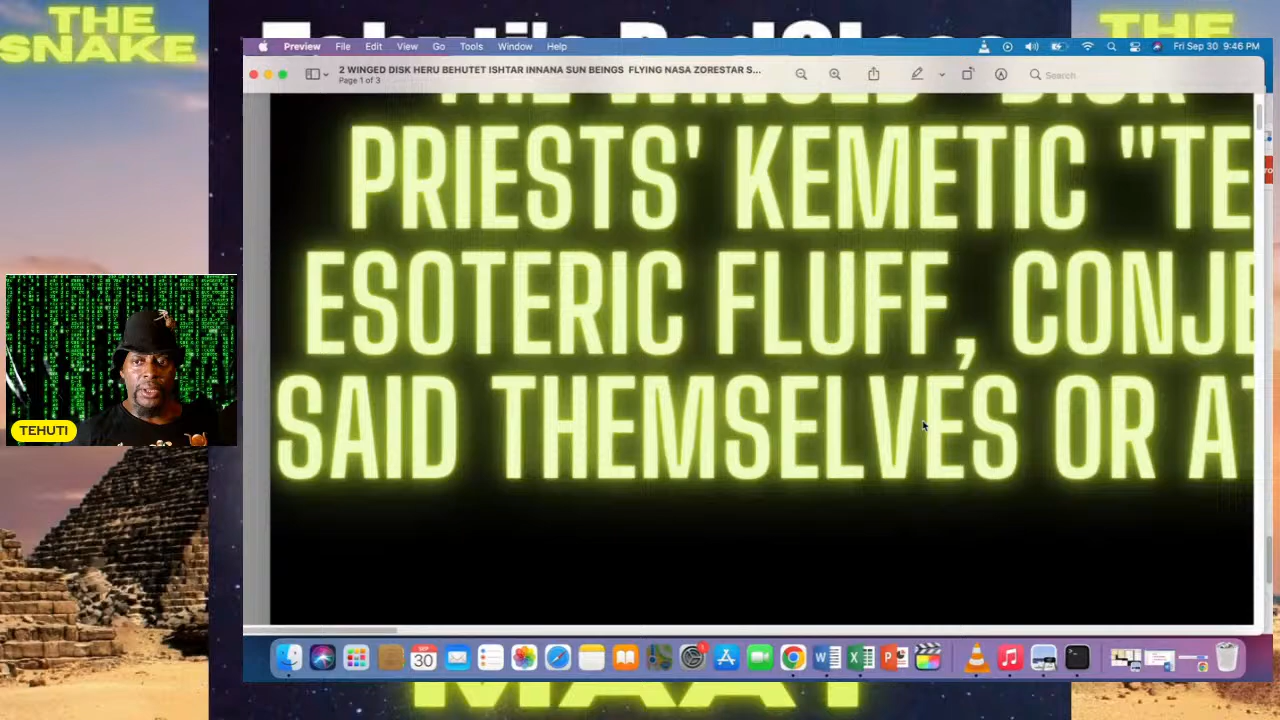 THE
SNAKE
THE
Preview File Edit View Go Tools Window Help
Fri Sep 30 9:46 PM
2 WINGED DISK HERU BEHUTET ISHTAR INNANA SUN BEINGS FLYING NASA ZORESTAR S...
Page 1 of 3
Search
PRIESTS' KEMETIC "TE
ESOTERIC FLUFF, CONJE
SAID THEMSELVES OR AT
TEHUTI
SEP
30
MAAT